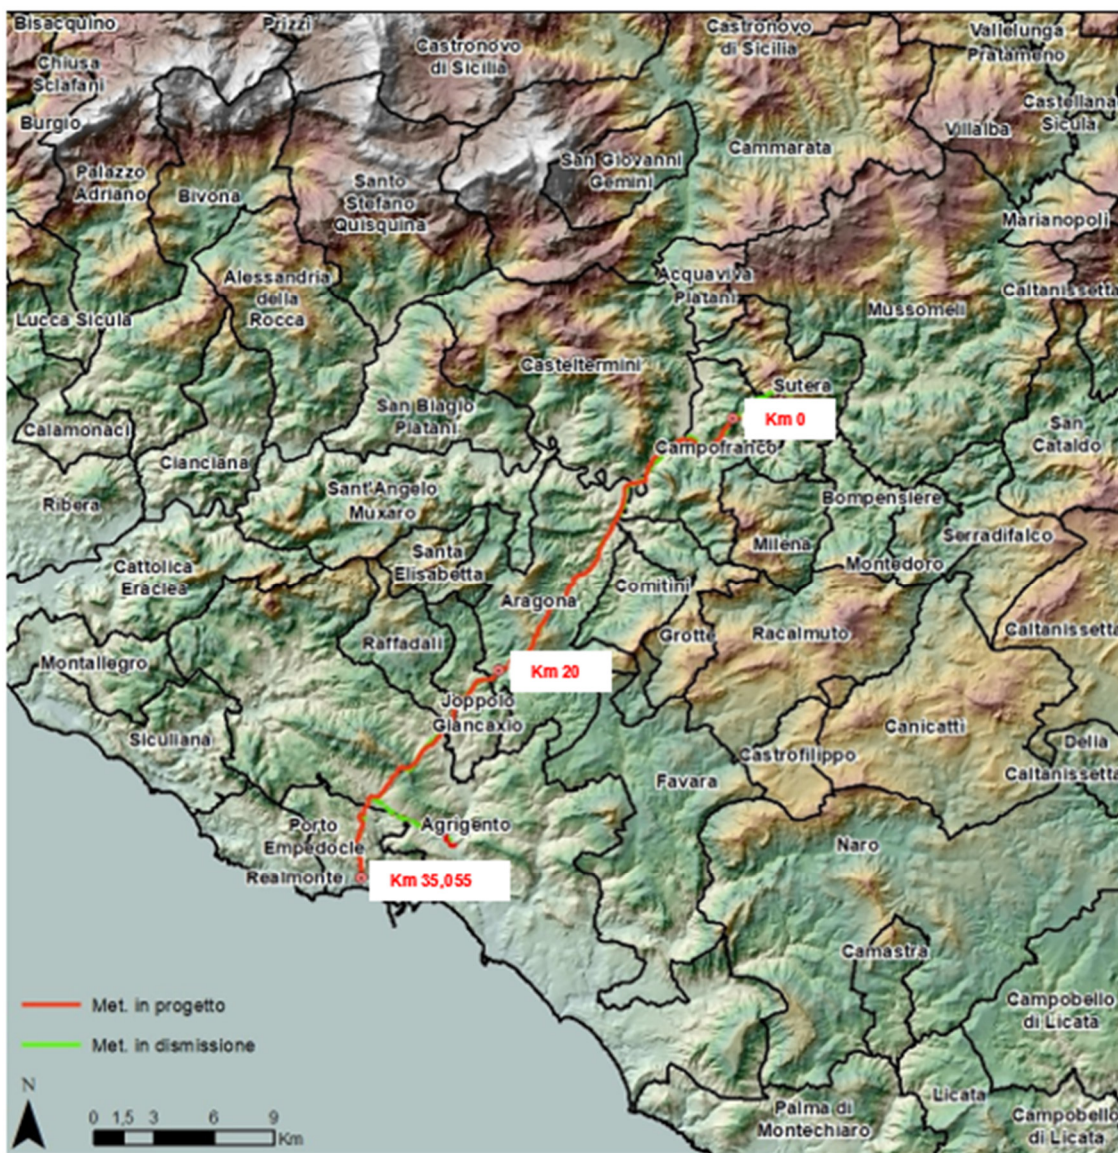 Bisacquino
Prizzi
Castronovo
di Sicilia
Castronovo
di Sicilia
Vallelunga
Pratameno
Chiusa
Sclafani
Castellana
Sicula
Burgio
Villalba
Cammarata
San Giovanni
Gemini
Palazzo
Adriano
Bivona
Santo
Stefano
Quisquina
Marianopoli
Acquaviva
Platani
Alessandria
della
Rocca
Caltanissetta
Mussomeli
Lucca Sicula
Casteltermini
Sutera
San Biagio
Platani
Km 0
Calamonaci
San
Cataldo
Campofranco
Cianciana
Sant'Angelo
Muxaro
Ribera
Bompensiere
Serradifalco
Milena
Santa
Elisabetta
Montedoro
Cattolica
Eraclea
Comitini
Aragona
Raffadali
Grotte
Racalmuto
Caltanissetta
Montallegro
Km 20
Joppolo
Giancaxio
Siculiana
Canicattì
Castrofilippo
Delia
Caltanissetta
Favara
Porto
Empedocle
Agrigento
Naro
Realmonte
Km 35,055
Camastra
Met. in progetto
Campobello
di Licata
Met. in dismissione
N
0 1,5 3 6 9
Km
Licata
Palma di
Montechiaro
Campobello
di Licata